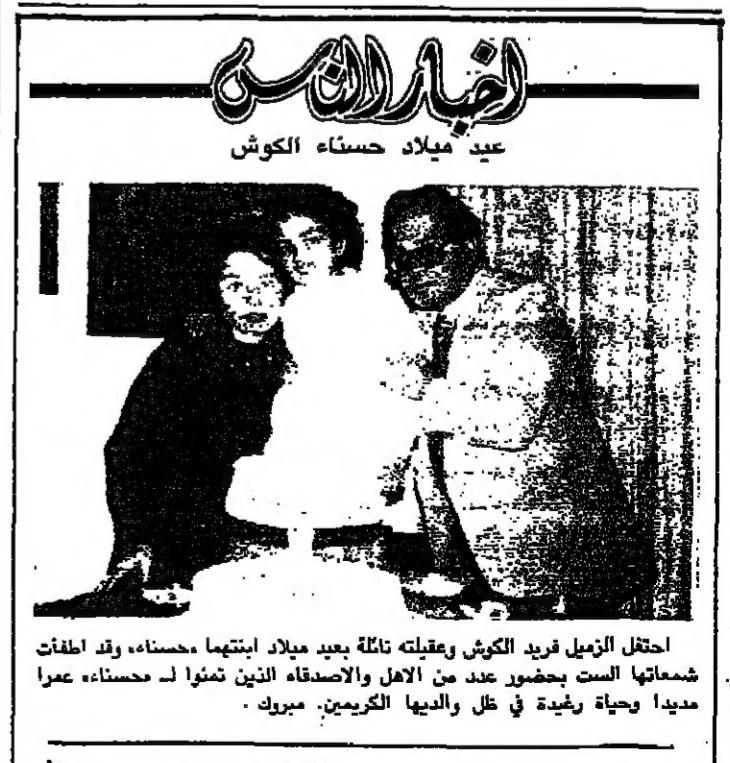 اخبار الناس
عيد ميلاد حسناء الكوش
احتفل الزميل فريد الكوش وعقيلته نائلة بعيد ميلاد ابنتهما «حسناء» وقد اطفأت
شمعاتها الست بحضور عدد من الاهل والاصدقاء الذين تمنوا لـ «حسناء» عمرا
مديدا وحياة رغيدة في ظل والديها الكريمين. مبروك .